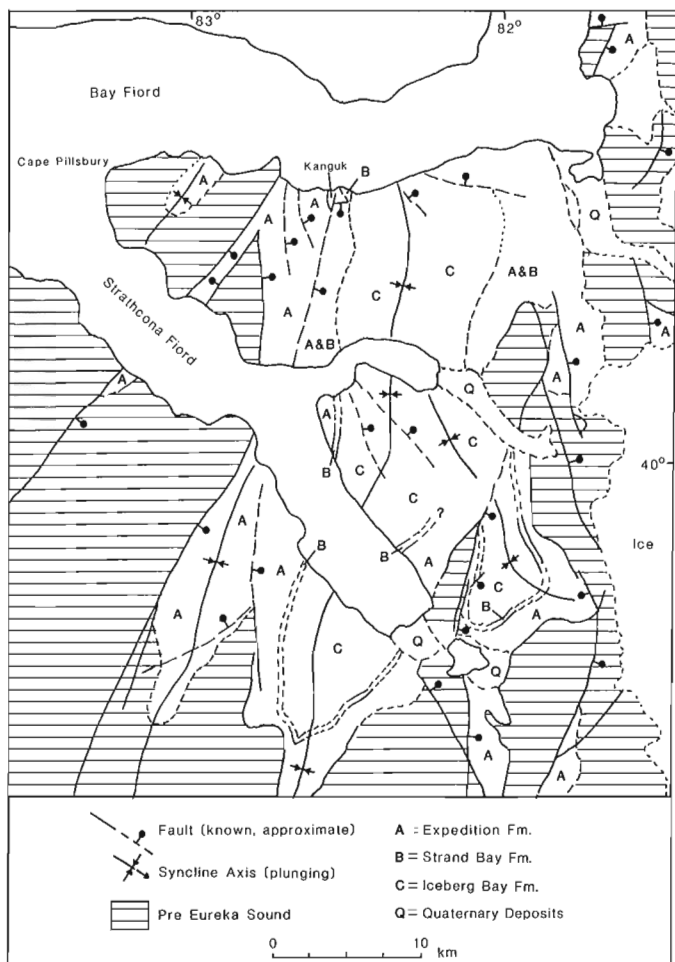 83°
82°
A
Bay Fiord
Cape Pillsbury
Kanguk
B
A
A
A
A
Q
C
C
A&B
A
A
A&B
A
A
Strathcona Fiord
A
Q
A
C
C
B
40°
C
?
A
B
A
Ice
B
A
C
C
B
A
A
Q
Q
A
A
Fault (known, approximate)
Syncline Axis (plunging)
Pre Eureka Sound
A = Expedition Fm.
B = Strand Bay Fm.
C = Iceberg Bay Fm.
Q = Quaternary Deposits
0 10
km